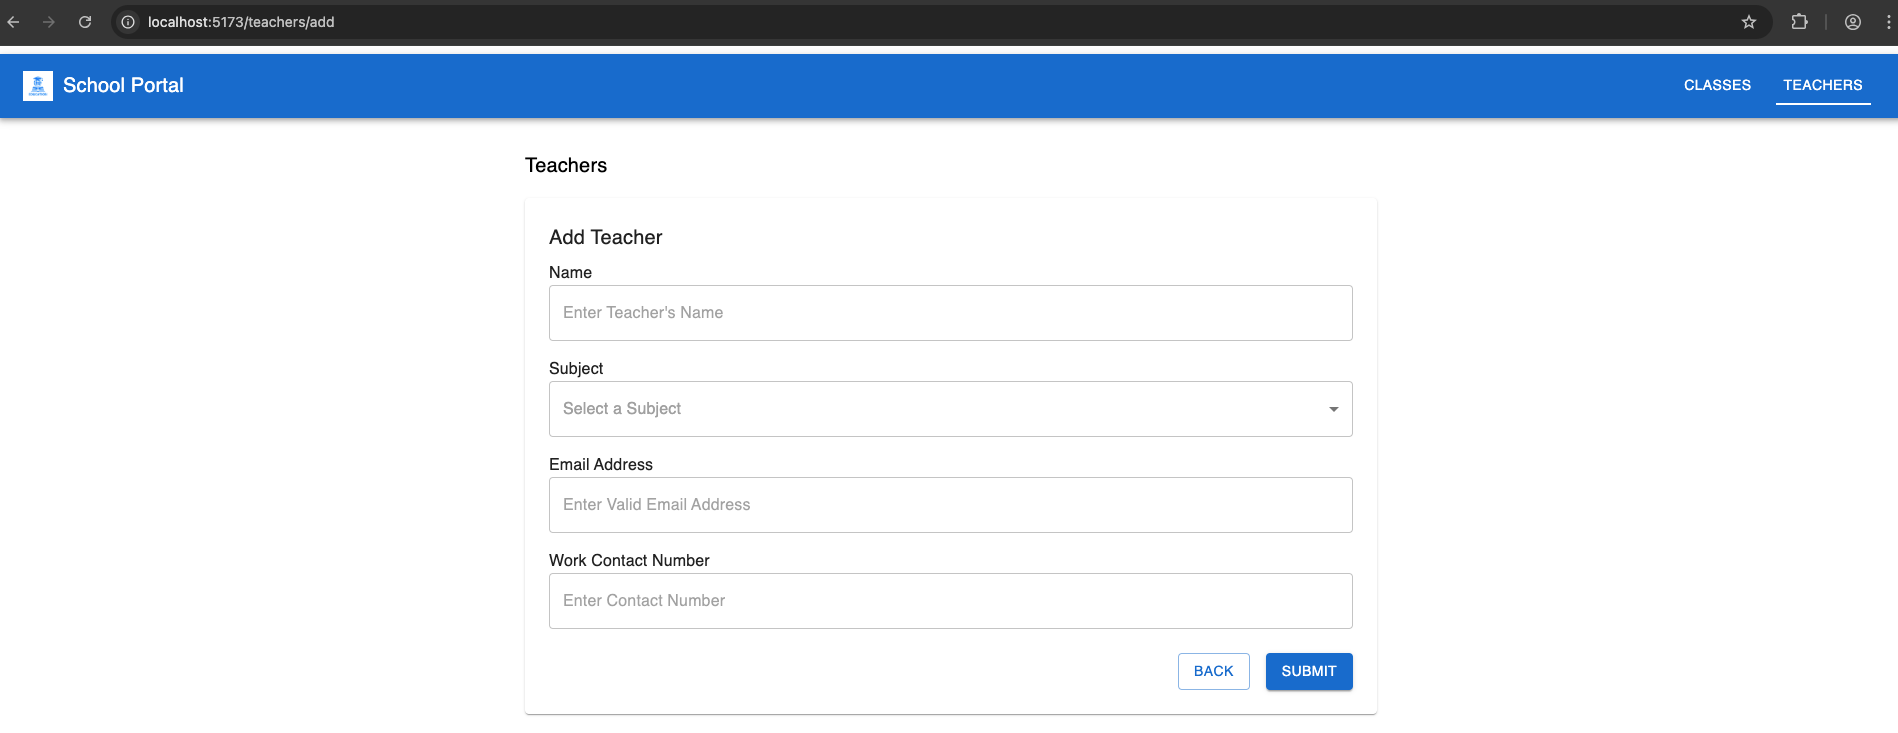 localhost:5173/teachers/add
School Portal
CLASSES
TEACHERS
Teachers
Add Teacher
Name
Enter Teacher's Name
Subject
Select a Subject
Email Address
Enter Valid Email Address
Work Contact Number
Enter Contact Number
BACK
SUBMIT